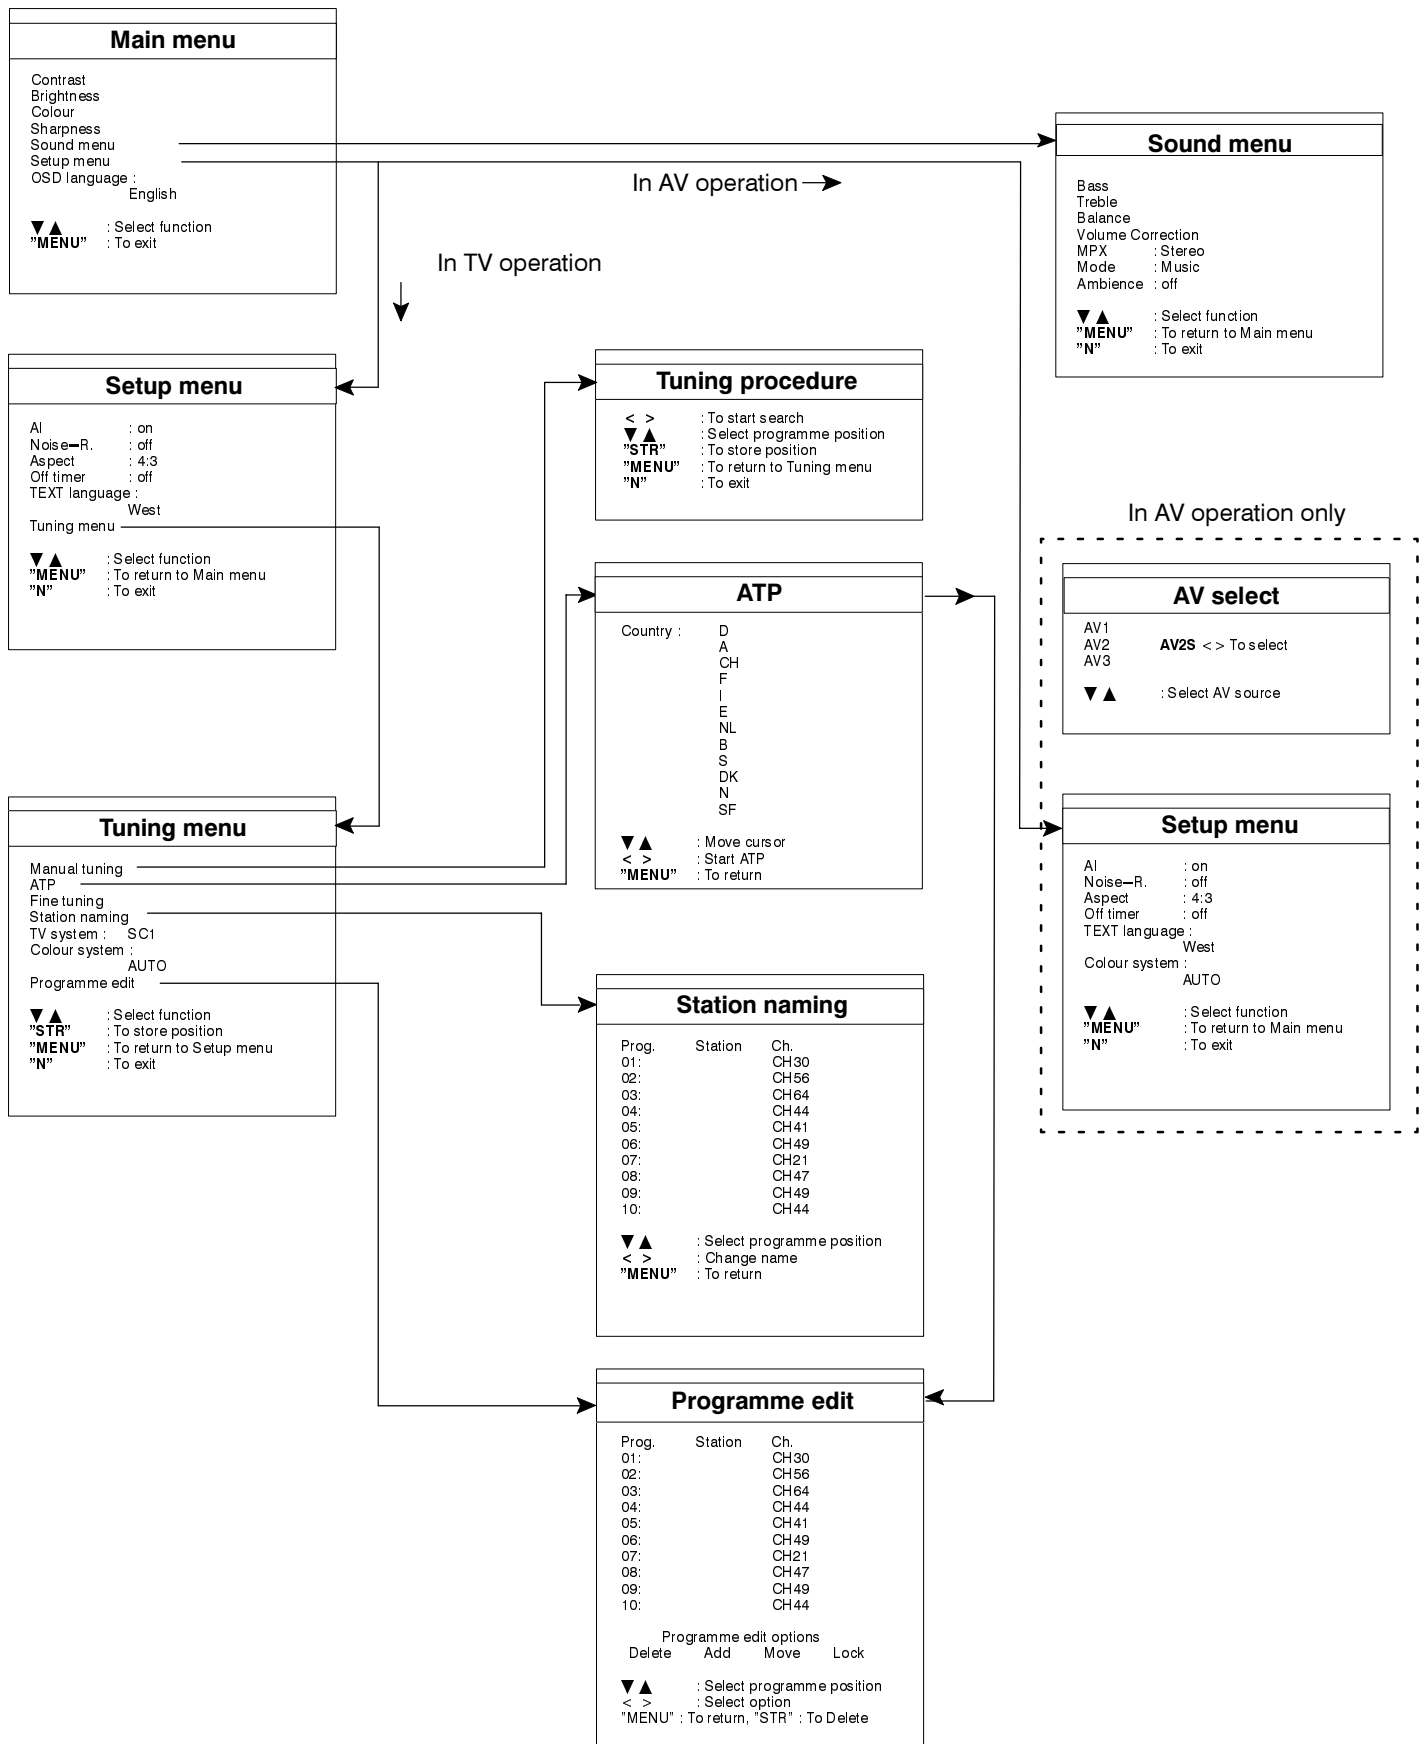 Main menu
Contrast
Brightness
Colour
Sharpness
Sound menu
Setup menu
OSD language :
English
▼ ▲ : Select function
”MENU” : To exit
In AV operation
In TV operation
Sound menu
Bass
Treble
Balance
Volume Correction
MPX : Stereo
Mode : Music
Ambience : off
▼ ▲ : Select function
”MENU” : To return to Main menu
”N” : To exit
Setup menu
AI : on
Noise–R. : off
Aspect : 4:3
Off timer : off
TEXT language :
West
Tuning menu
▼ ▲ : Select function
”MENU” : To return to Main menu
”N” : To exit
Tuning procedure
< > : To start search
▼ ▲ : Select programme position
”STR” : To store position
”MENU” : To return to Tuning menu
”N” : To exit
ATP
Country : D
A
CH
F
I
E
NL
B
S
DK
N
SF
▼ ▲ : Move cursor
< > : Start ATP
”MENU” : To return
In AV operation only
AV select
AV1
AV2 AV2S < > To select
AV3
▼ ▲ : Select AV source
Setup menu
AI : on
Noise–R. : off
Aspect : 4:3
Off timer : off
TEXT language :
West
Colour system :
AUTO
▼ ▲ : Select function
”MENU” : To return to Main menu
”N” : To exit
Tuning menu
Manual tuning
ATP
Fine tuning
Station naming
TV system : SC1
Colour system :
AUTO
Programme edit
▼ ▲ : Select function
”STR” : To store position
”MENU” : To return to Setup menu
”N” : To exit
Station naming
Prog. Station Ch.
01: CH30
02: CH56
03: CH64
04: CH44
05: CH41
06: CH49
07: CH21
08: CH47
09: CH49
10: CH44
▼ ▲ : Select programme position
< > : Change name
”MENU” : To return
Programme edit
Prog. Station Ch.
01: CH30
02: CH56
03: CH64
04: CH44
05: CH41
06: CH49
07: CH21
08: CH47
09: CH49
10: CH44
Programme edit options
Delete Add Move Lock
▼ ▲ : Select programme position
< > : Select option
"MENU" : To return, "STR" : To Delete